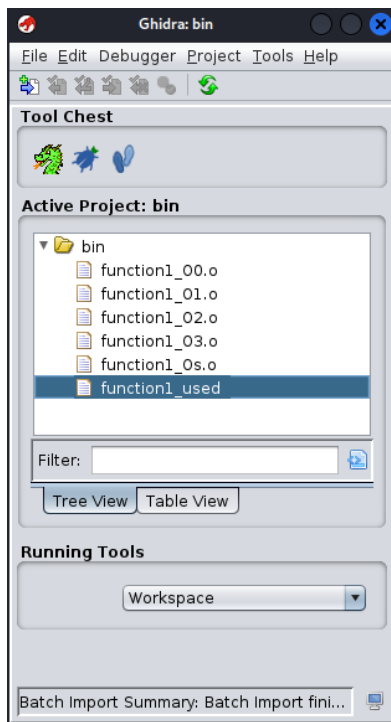 Ghidra: bin
File Edit Debugger Project Tools Help
Tool Chest
Active Project: bin
bin
function1_O0.o
function1_O1.o
function1_O2.o
function1_O3.o
function1_Os.o
function1_used
Filter:
Tree View Table View
Running Tools
Workspace
Batch Import Summary: Batch Import fini...